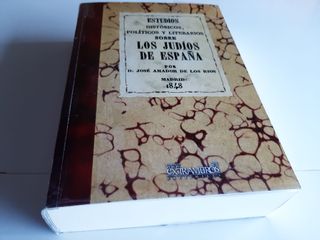 ESTUDIOS
HISTÓRICOS,
POLÍTICOS Y LITERARIOS
SOBRE
LOS JUDÍOS
DE ESPAÑA
POR
D. JOSÉ AMADOR DE LOS RIOS
MADRID:
1848
EXTRAMUROS